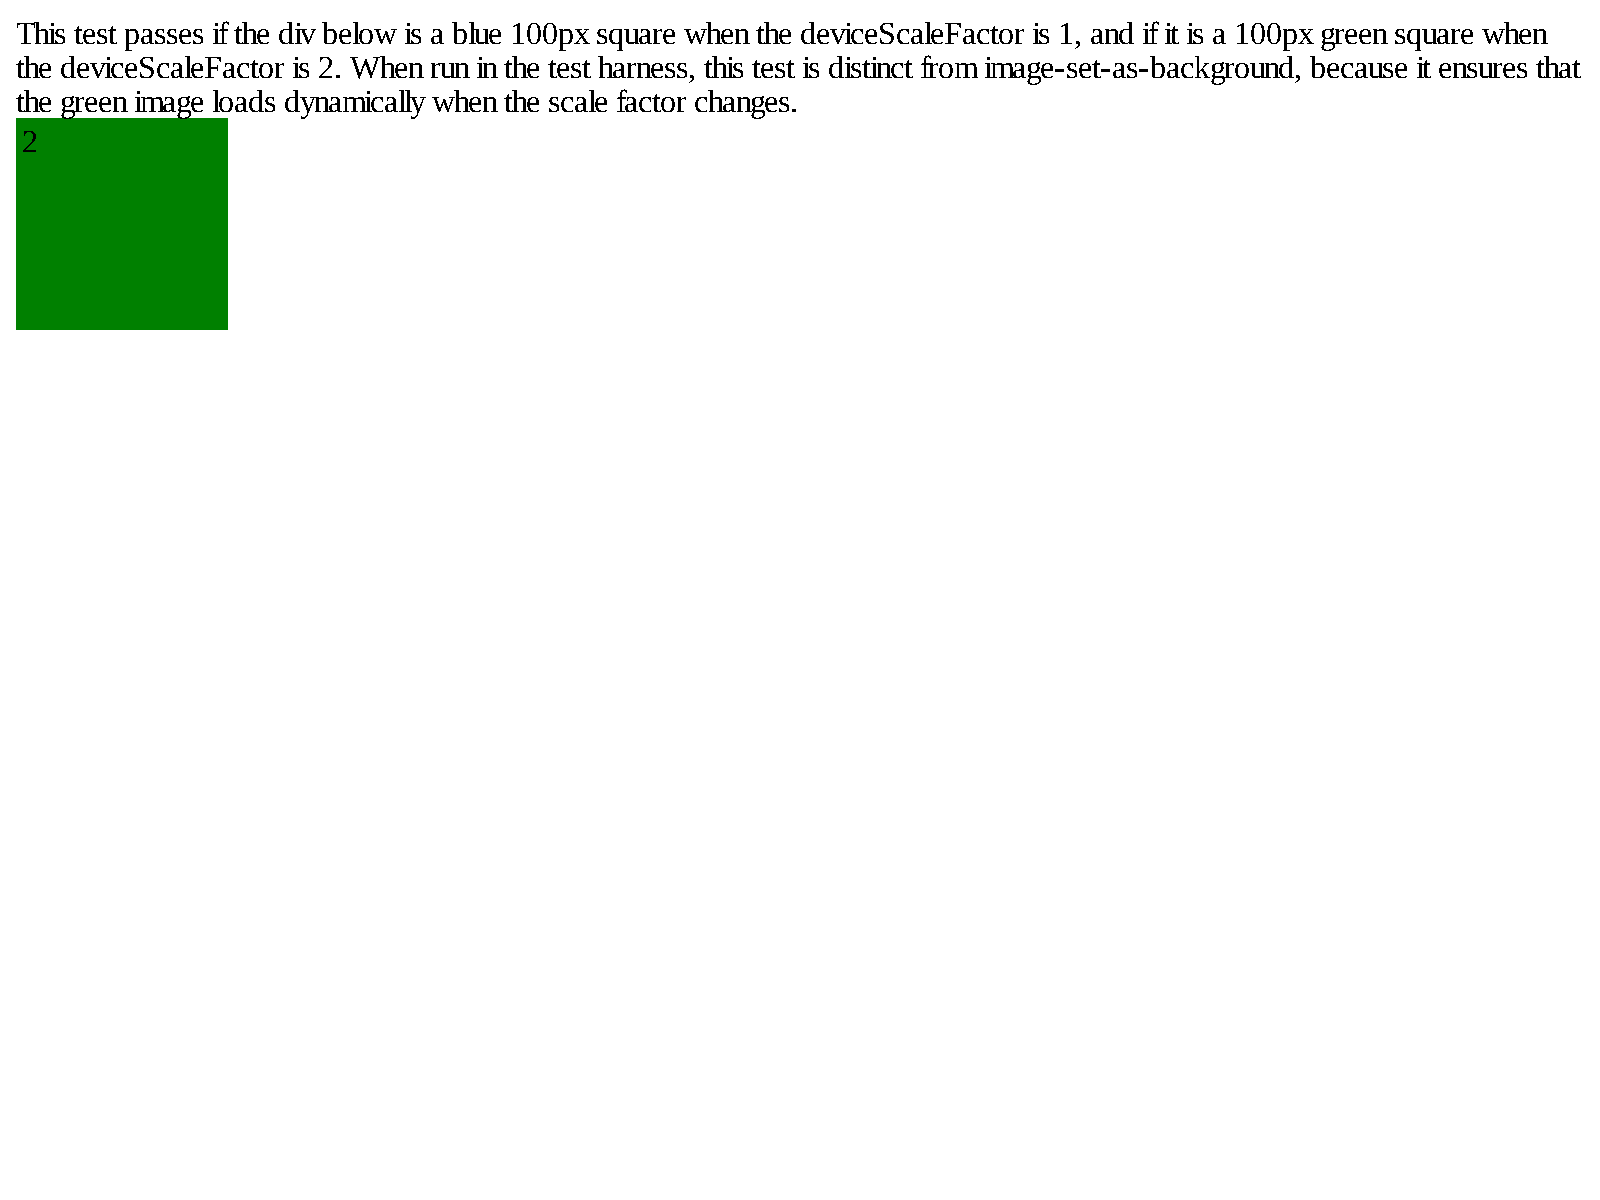 This test passes if the div below is a blue 100px square when the deviceScaleFactor is 1, and if it is a 100px green square when
the deviceScaleFactor is 2. When run in the test harness, this test is distinct from image-set-as-background, because it ensures that
the green image loads dynamically when the scale factor changes.
2